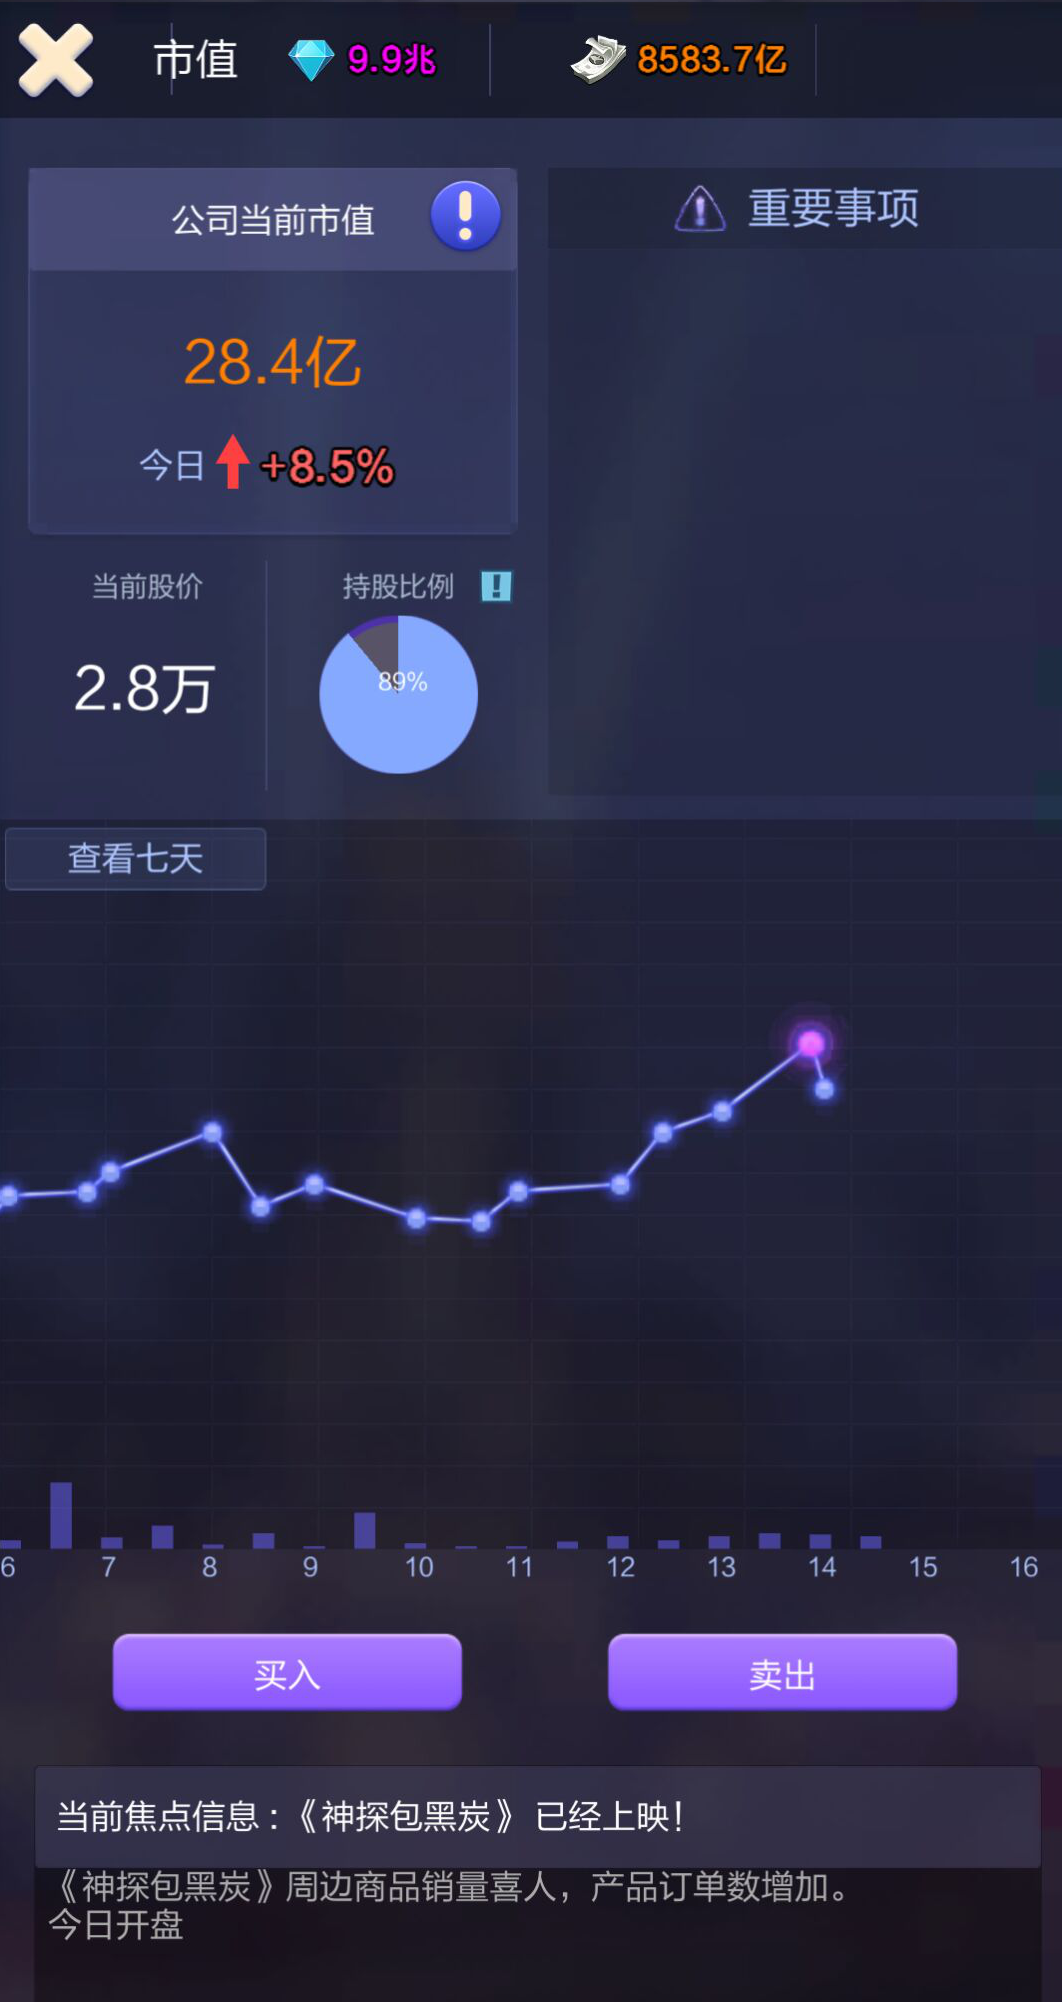 市值 9.9兆 8583.7亿
公司当前市值
重要事项
28.4亿
今日 +8.5%
当前股价
持股比例
2.8万
89%
查看七天
6 7 8 9 10 11 12 13 14 15 16
买入 卖出
当前焦点信息:《神探包黑炭》 已经上映!
《神探包黑炭》周边商品销量喜人，产品订单数增加。
今日开盘